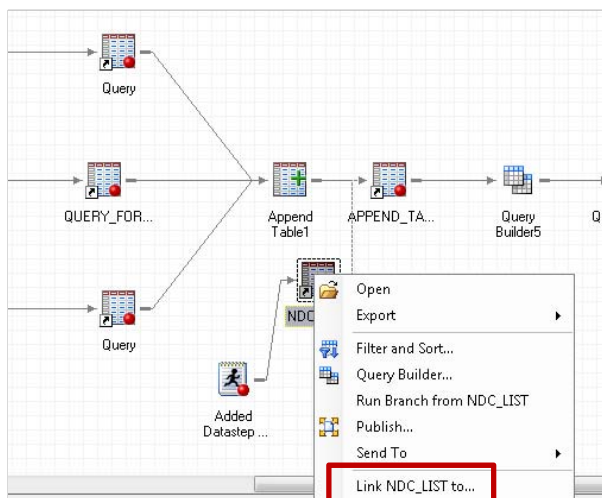 Query
QUERY_FOR...
Append
Table1
APPEND_TA...
Query
Builder5
Q
NDC
Query
Added
Datastep ...
Open
Export
Filter and Sort...
Query Builder...
Run Branch from NDC_LIST
Publish...
Send To
Link NDC_LIST to...